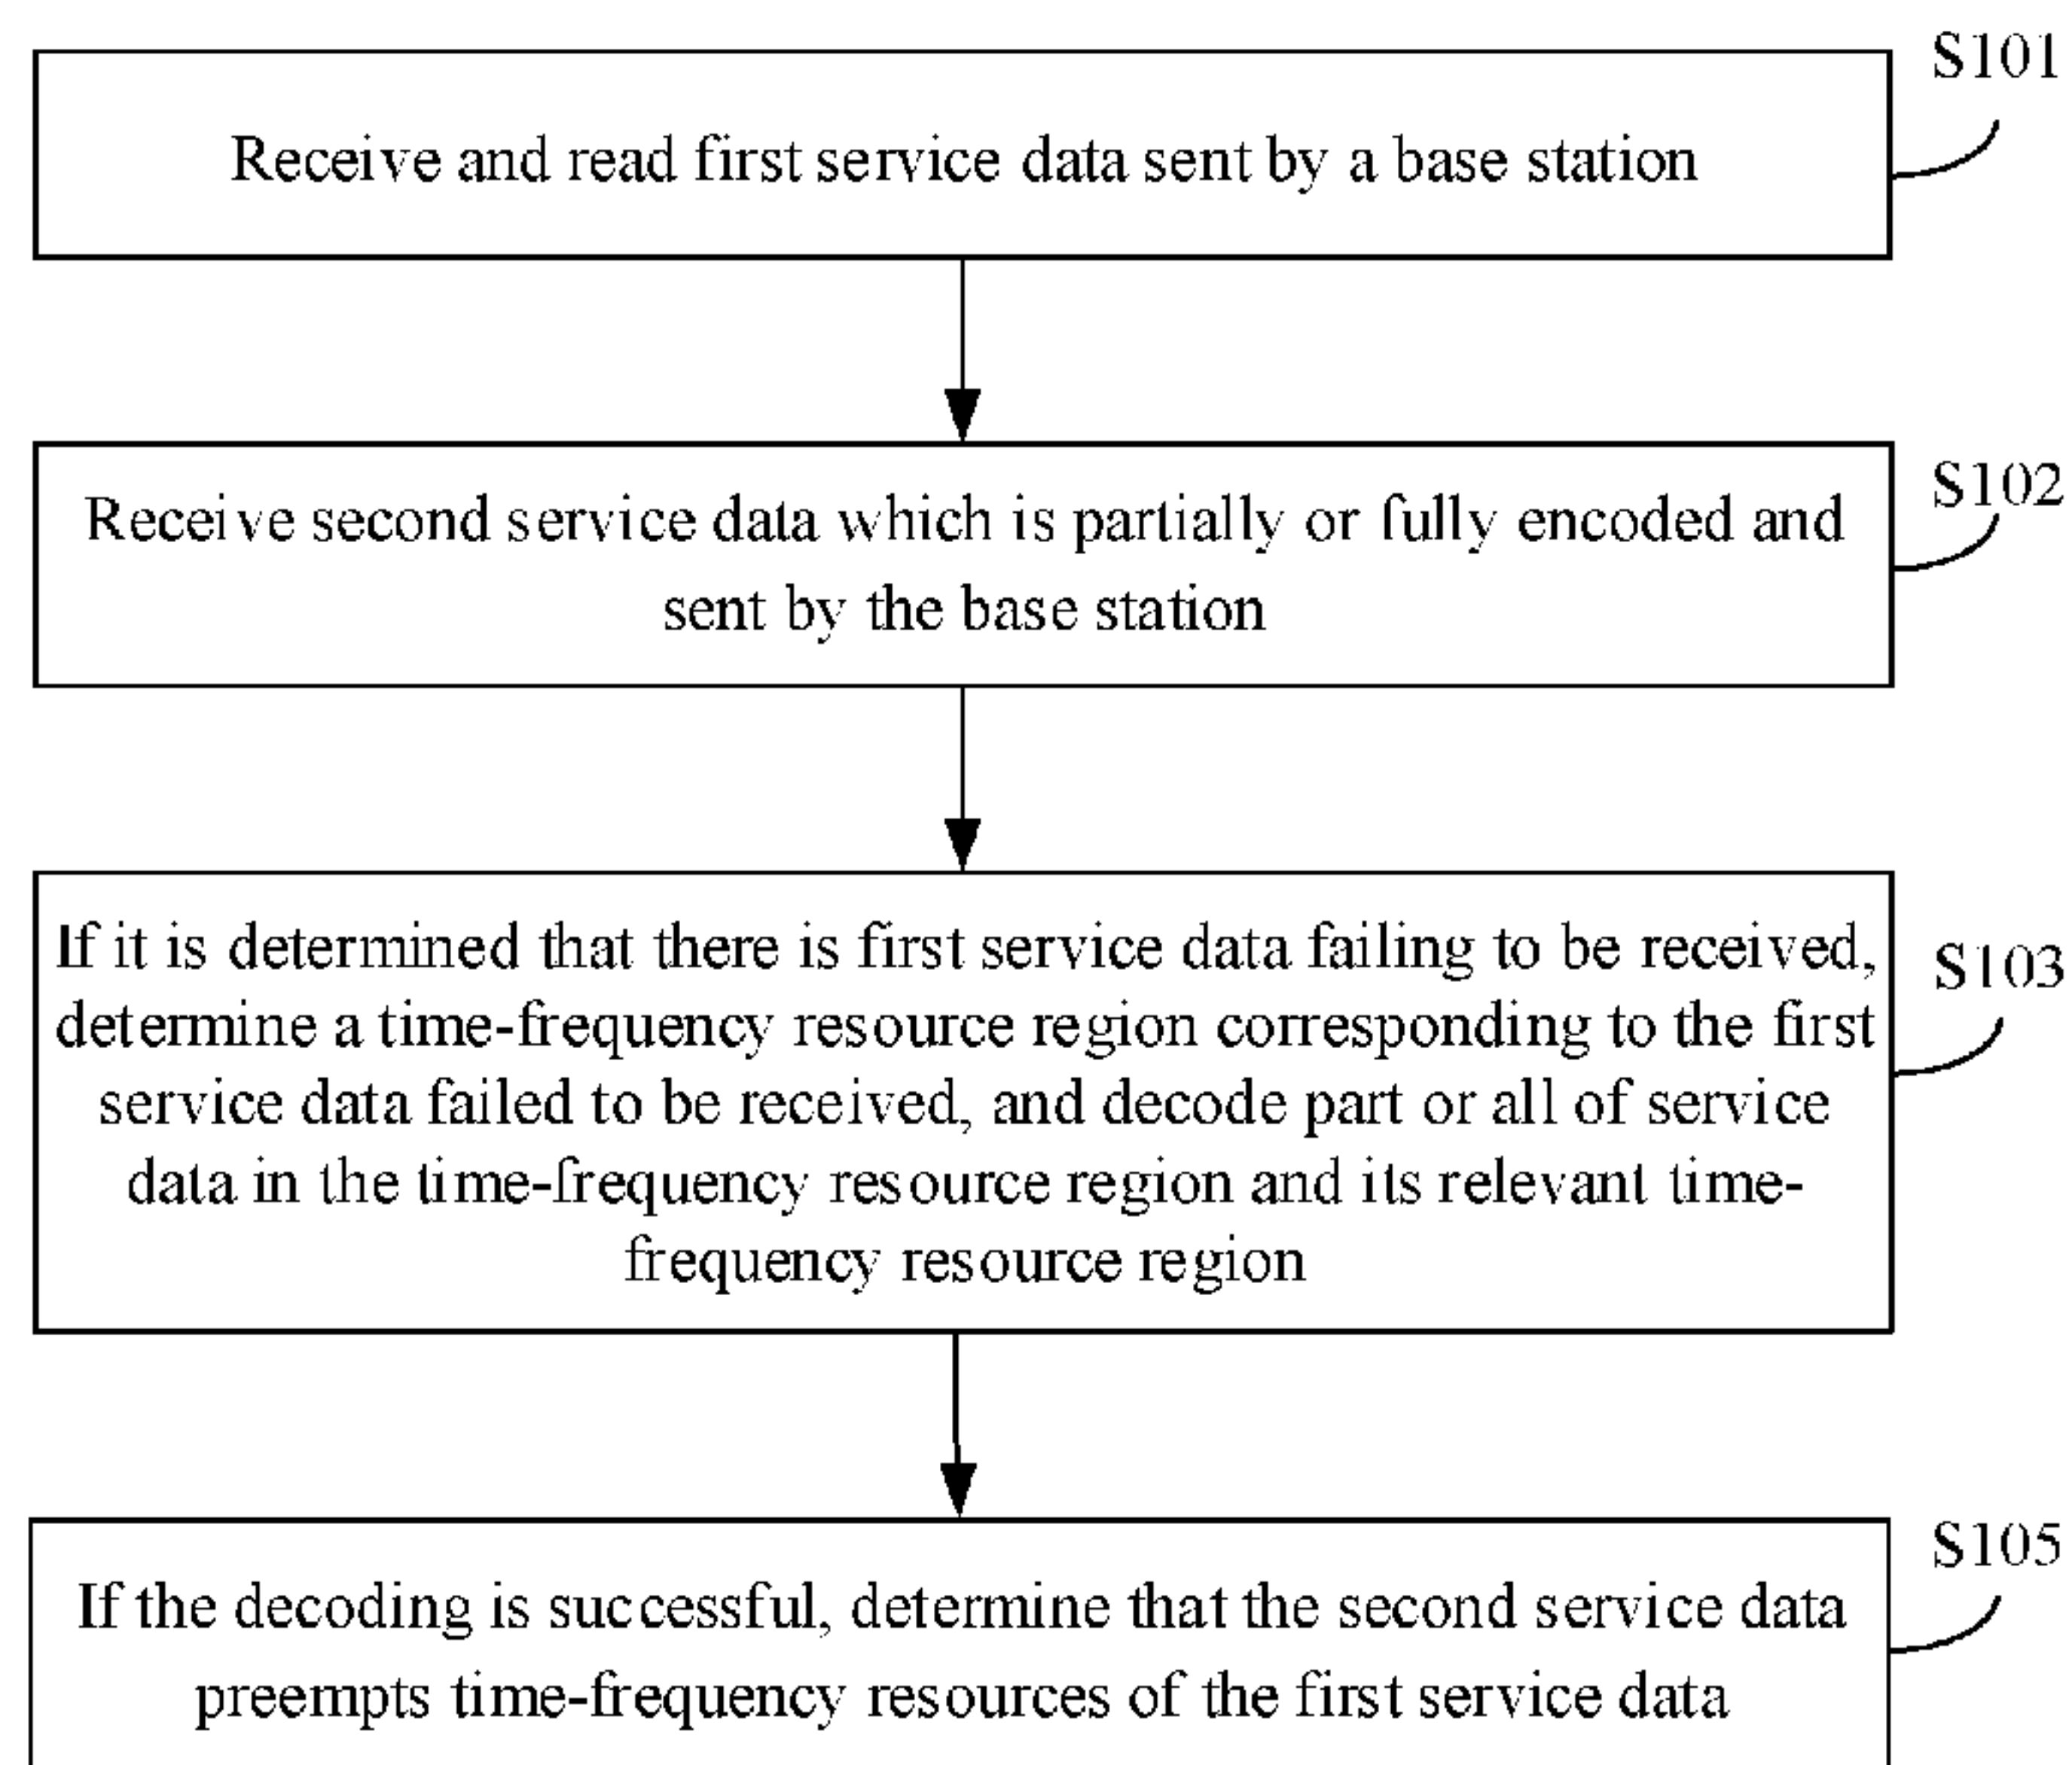 S101
Receive and read first service data sent by a base station
S102
Receive second service data which is partially or fully encoded and
sent by the base station
If it is determined that there is first service data failing to be received,
S103
determine a time-frequency resource region corresponding to the first
service data failed to be received, and decode part or all of service
data in the time-frequency resource region and its relevant time-
frequency resource region
S105
If the decoding is successful, determine that the second service data
preempts time-frequency resources of the first service data